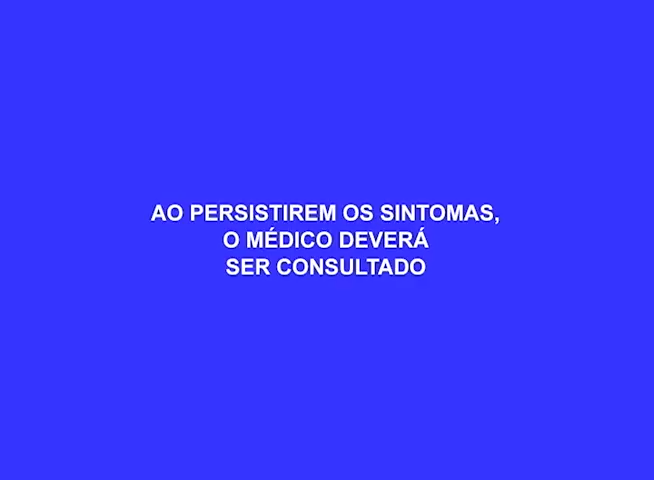 AO PERSISTIREM OS SINTOMAS,
O MÉDICO DEVERÁ
SER CONSULTADO